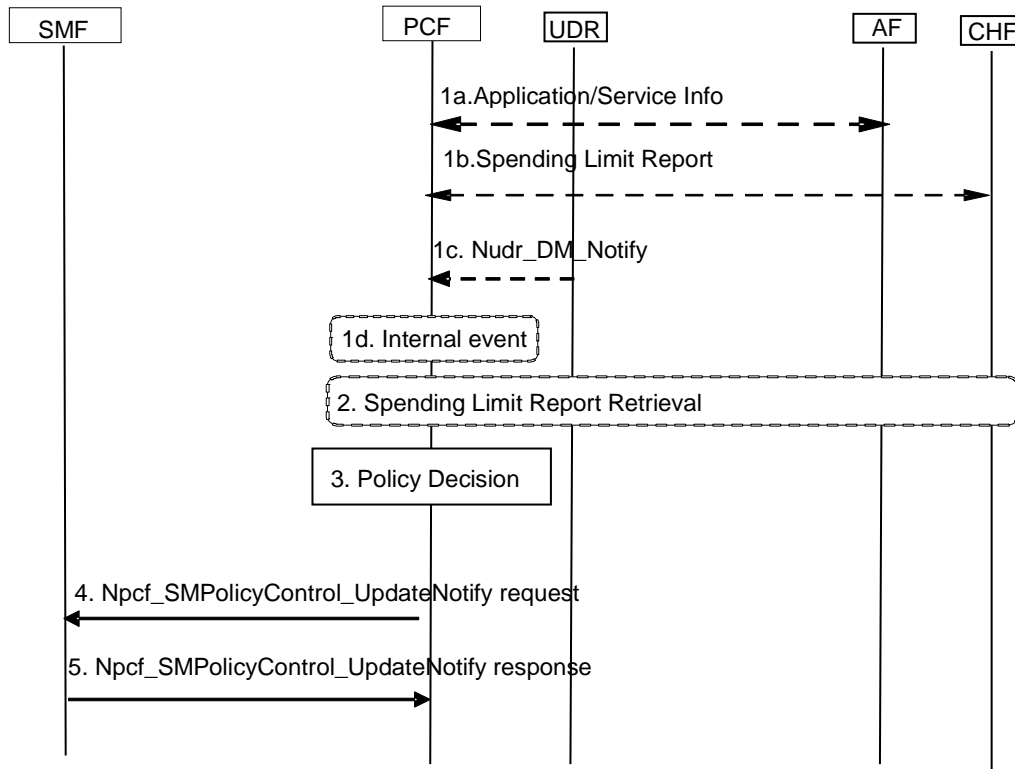 SMF
PCF
UDR
AF
CHF
1a.Application/Service Info
1b.Spending Limit Report
1c. Nudr_DM_Notify
1d. Internal event
2. Spending Limit Report Retrieval
3. Policy Decision
4. Npcf_SMPolicyControl_UpdateNotify request
5. Npcf_SMPolicyControl_UpdateNotify response